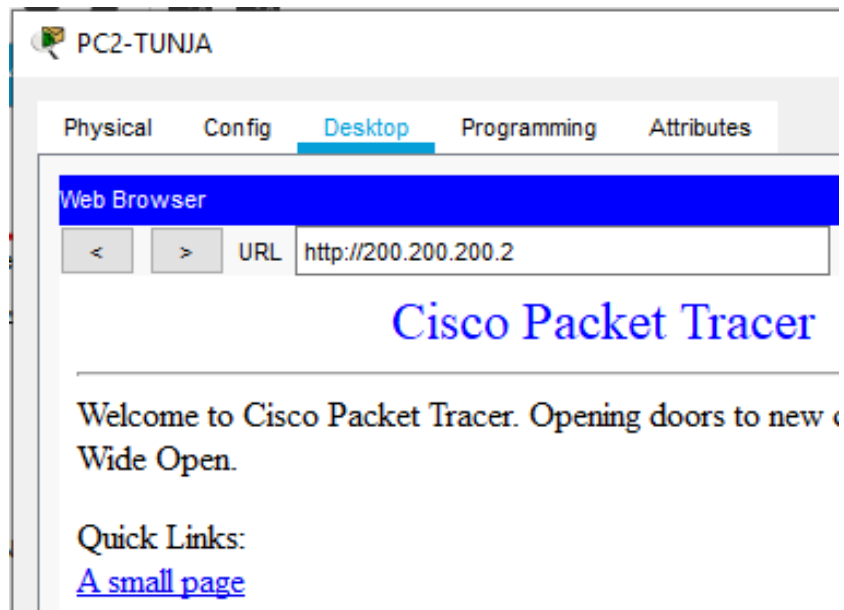 PC2-TUNJA
Physical Config Desktop Programming Attributes
Web Browser
< > URL http://200.200.200.2
Cisco Packet Tracer
Welcome to Cisco Packet Tracer. Opening doors to new
Wide Open.
Quick Links:
A small page